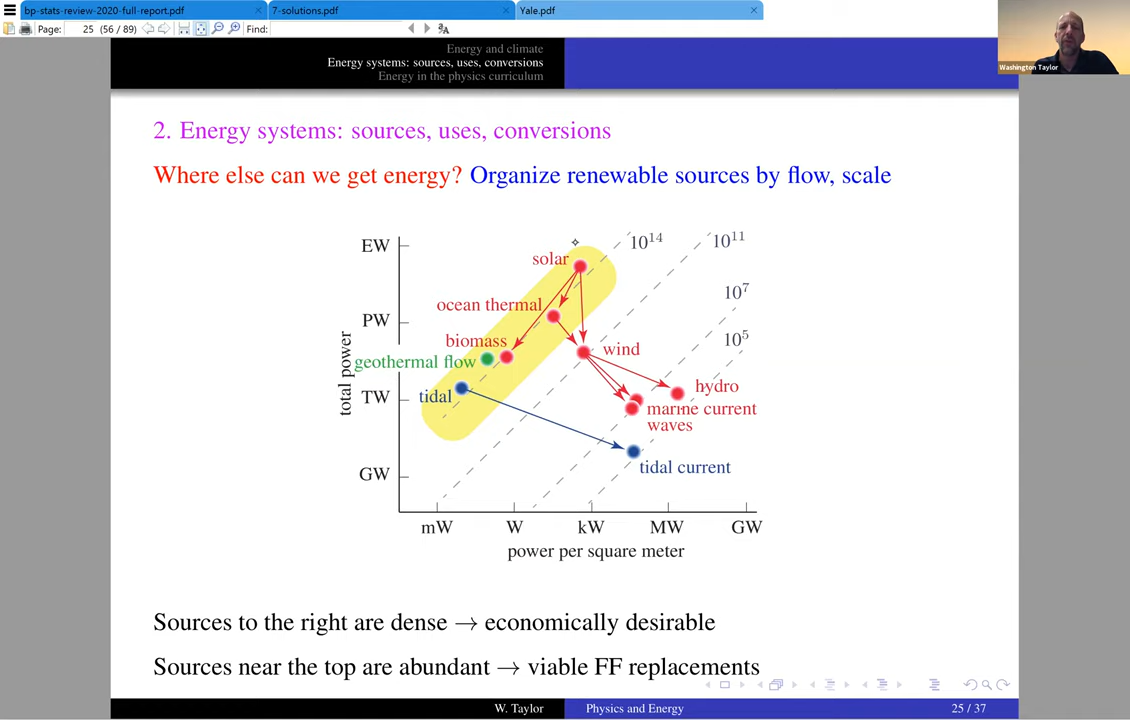 bp-stats-review-2020-full-report.pdf
7-solutions.pdf
Yale.pdf
Page: 25 (56 / 89) Find:
Washington Taylor
Energy and climate
Energy systems: sources, uses, conversions
Energy in the physics curriculum
2. Energy systems: sources, uses, conversions
Where else can we get energy? Organize renewable sources by flow, scale
EW
PW
TW
GW
total power
10^14
10^11
10^7
10^5
solar
ocean thermal
biomass
geothermal flow
tidal
wind
hydro
marine current
waves
tidal current
mW W kW MW GW
power per square meter
Sources to the right are dense → economically desirable
Sources near the top are abundant → viable FF replacements
W. Taylor Physics and Energy 25 / 37